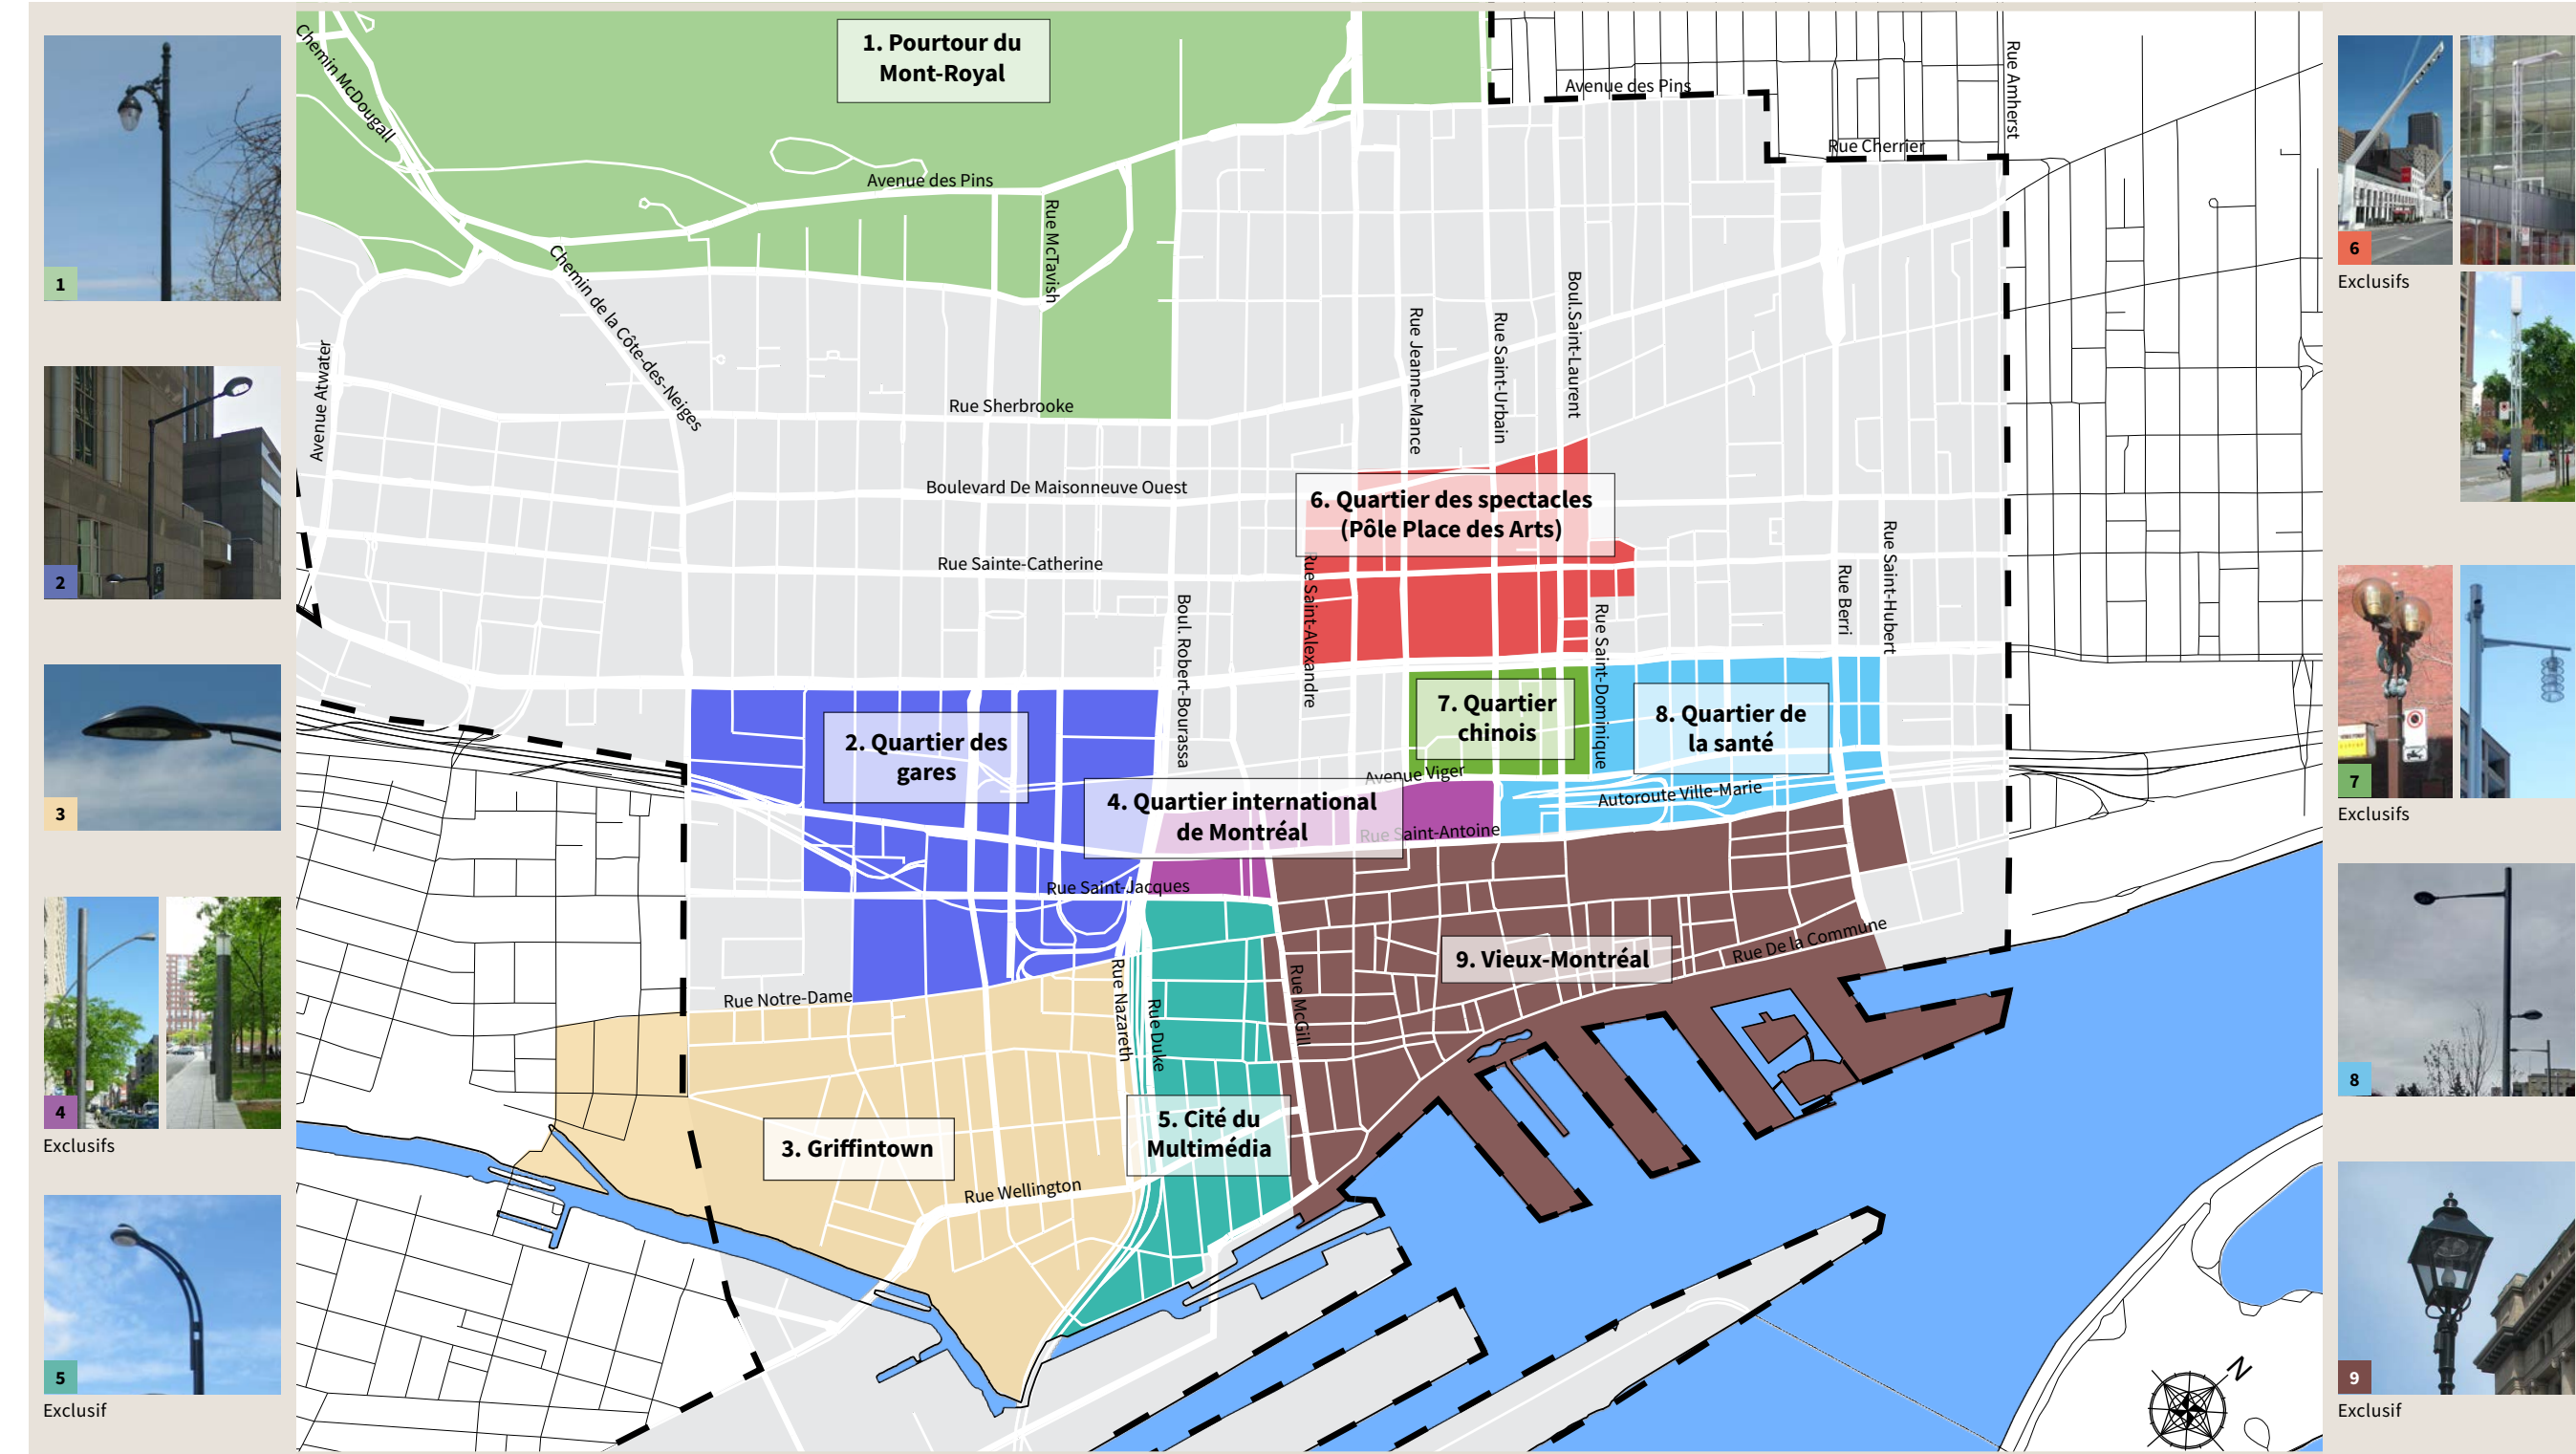 1
2
3
4
Exclusifs
5
Exclusif
1. Pourtour du
Mont-Royal
Chemin McDougall
Avenue des Pins
Rue Amherst
Rue Cherrier
Avenue des Pins
Rue McTavish
Chemin de la Côte-des-Neiges
Avenue Atwater
Rue Jeanne-Mance
Rue Saint-Urbain
Boul.Saint-Laurent
Rue Sherbrooke
Boulevard De Maisonneuve Ouest
6. Quartier des spectacles
(Pôle Place des Arts)
Rue Sainte-Catherine
Rue Saint-Alexandre
Boul. Robert-Bourassa
Rue Saint-Dominique
Rue Berri
Rue Saint-Hubert
2. Quartier des
gares
7. Quartier
chinois
8. Quartier de
la santé
Avenue Viger
Autoroute Ville-Marie
4. Quartier international
de Montréal
Rue Saint-Antoine
Rue Saint-Jacques
9. Vieux-Montréal
Rue De la Commune
Rue Notre-Dame
Rue Nazareth
Rue Duke
Rue McGill
3. Griffintown
5. Cité du
Multimédia
Rue Wellington
N
6
Exclusifs
7
Exclusifs
8
9
Exclusif